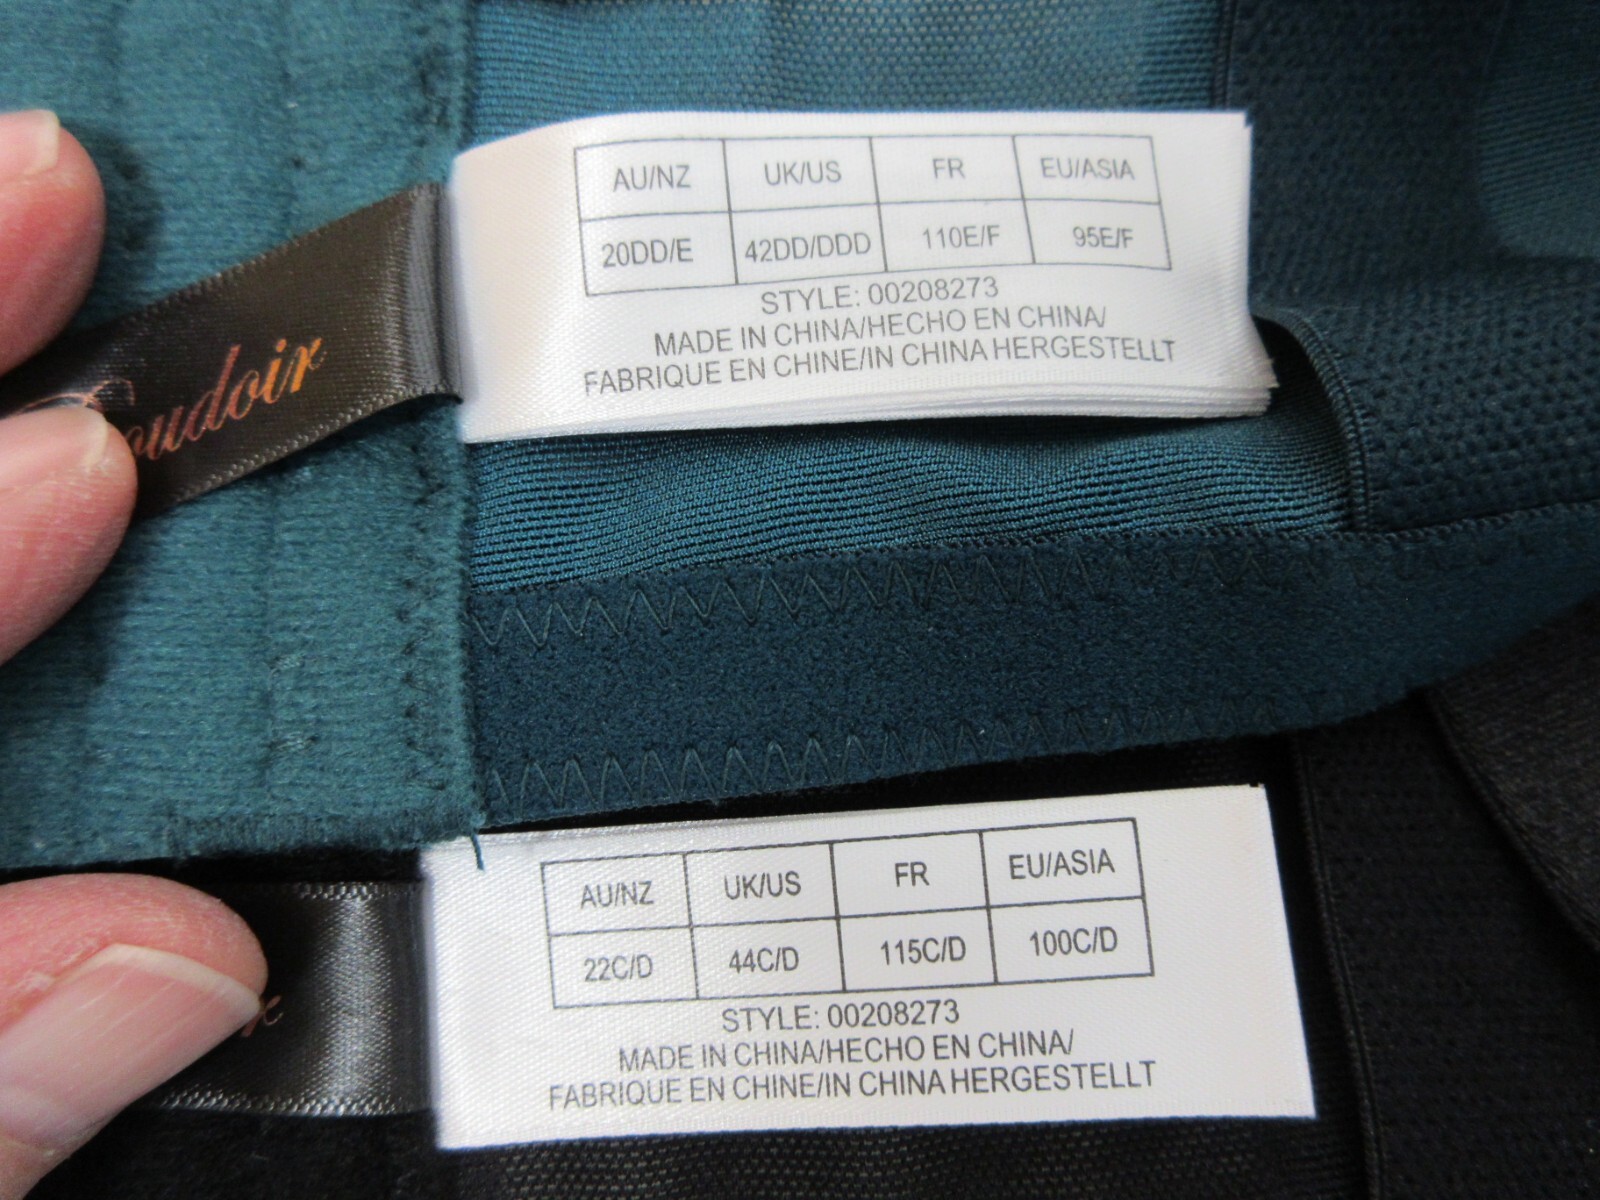 AU/NZ UK/US FR EU/ASIA
20DD/E 42DD/DDD 110E/F 95E/F
STYLE: 00208273
MADE IN CHINA/HECHO EN CHINA/
FABRIQUE EN CHINE/IN CHINA HERGESTELLT
Boudoir
AU/NZ UK/US FR EU/ASIA
22C/D 44C/D 115C/D 100C/D
STYLE: 00208273
MADE IN CHINA/HECHO EN CHINA/
FABRIQUE EN CHINE/IN CHINA HERGESTELLT